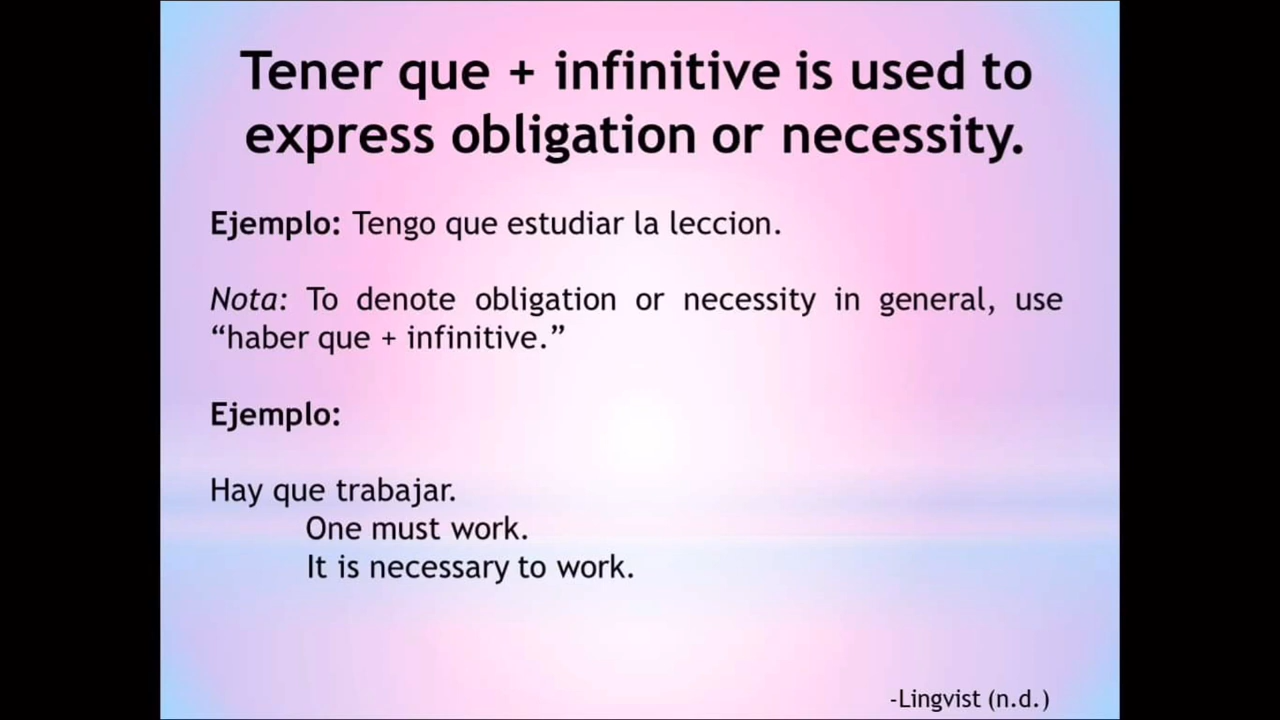 Tener que + infinitive is used to
express obligation or necessity.
Ejemplo: Tengo que estudiar la leccion.
Nota: To denote obligation or necessity in general, use
“haber que + infinitive.”
Ejemplo:
Hay que trabajar.
One must work.
It is necessary to work.
-Lingvist (n.d.)